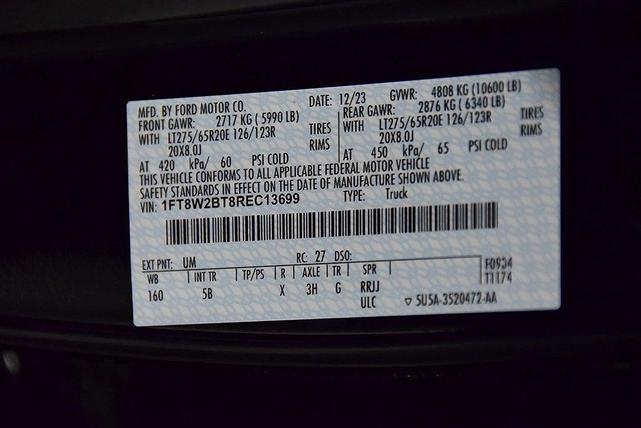 MFD. BY FORD MOTOR CO. DATE: 12/23 GVWR: 4808 KG (10600 LB)
FRONT GAWR: 2717 KG ( 5990 LB) REAR GAWR: 2876 KG ( 6340 LB)
WITH LT275/65R20E 126/123R TIRES WITH LT275/65R20E 126/123R TIRES
20X8.0J RIMS 20X8.0J RIMS
AT 420 kPa/ 60 PSI COLD AT 450 kPa/ 65 PSI COLD
THIS VEHICLE CONFORMS TO ALL APPLICABLE FEDERAL MOTOR VEHICLE
SAFETY STANDARDS IN EFFECT ON THE DATE OF MANUFACTURE SHOWN ABOVE.
VIN: 1FT8W2BT8REC13699 TYPE: Truck
EXT PNT: UM RC: 27 DSO: F0934
WB INT TR TP/PS R AXLE TR SPR T1174
160 5B X 3H G RRJJ
ULC ▽ 5U5A-3520472-AA